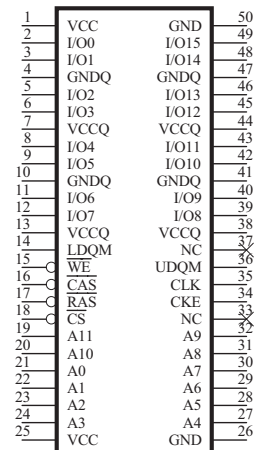 1 VCC GND 50
2 I/O0 I/O15 49
3 I/O1 I/O14 48
4 GNDQ GNDQ 47
5 I/O2 I/O13 46
6 I/O3 I/O12 45
7 VCCQ VCCQ 44
8 I/O4 I/O11 43
9 I/O5 I/O10 42
10 GNDQ GNDQ 41
11 I/O6 I/O9 40
12 I/O7 I/O8 39
13 VCCQ VCCQ 38
14 LDQM NC 37
15 WE UDQM 36
16 CAS CLK 35
17 RAS CKE 34
18 CS NC 33
19 A11 A9 32
20 A10 A8 31
21 A0 A7 30
22 A1 A6 29
23 A2 A5 28
24 A3 A4 27
25 VCC GND 26